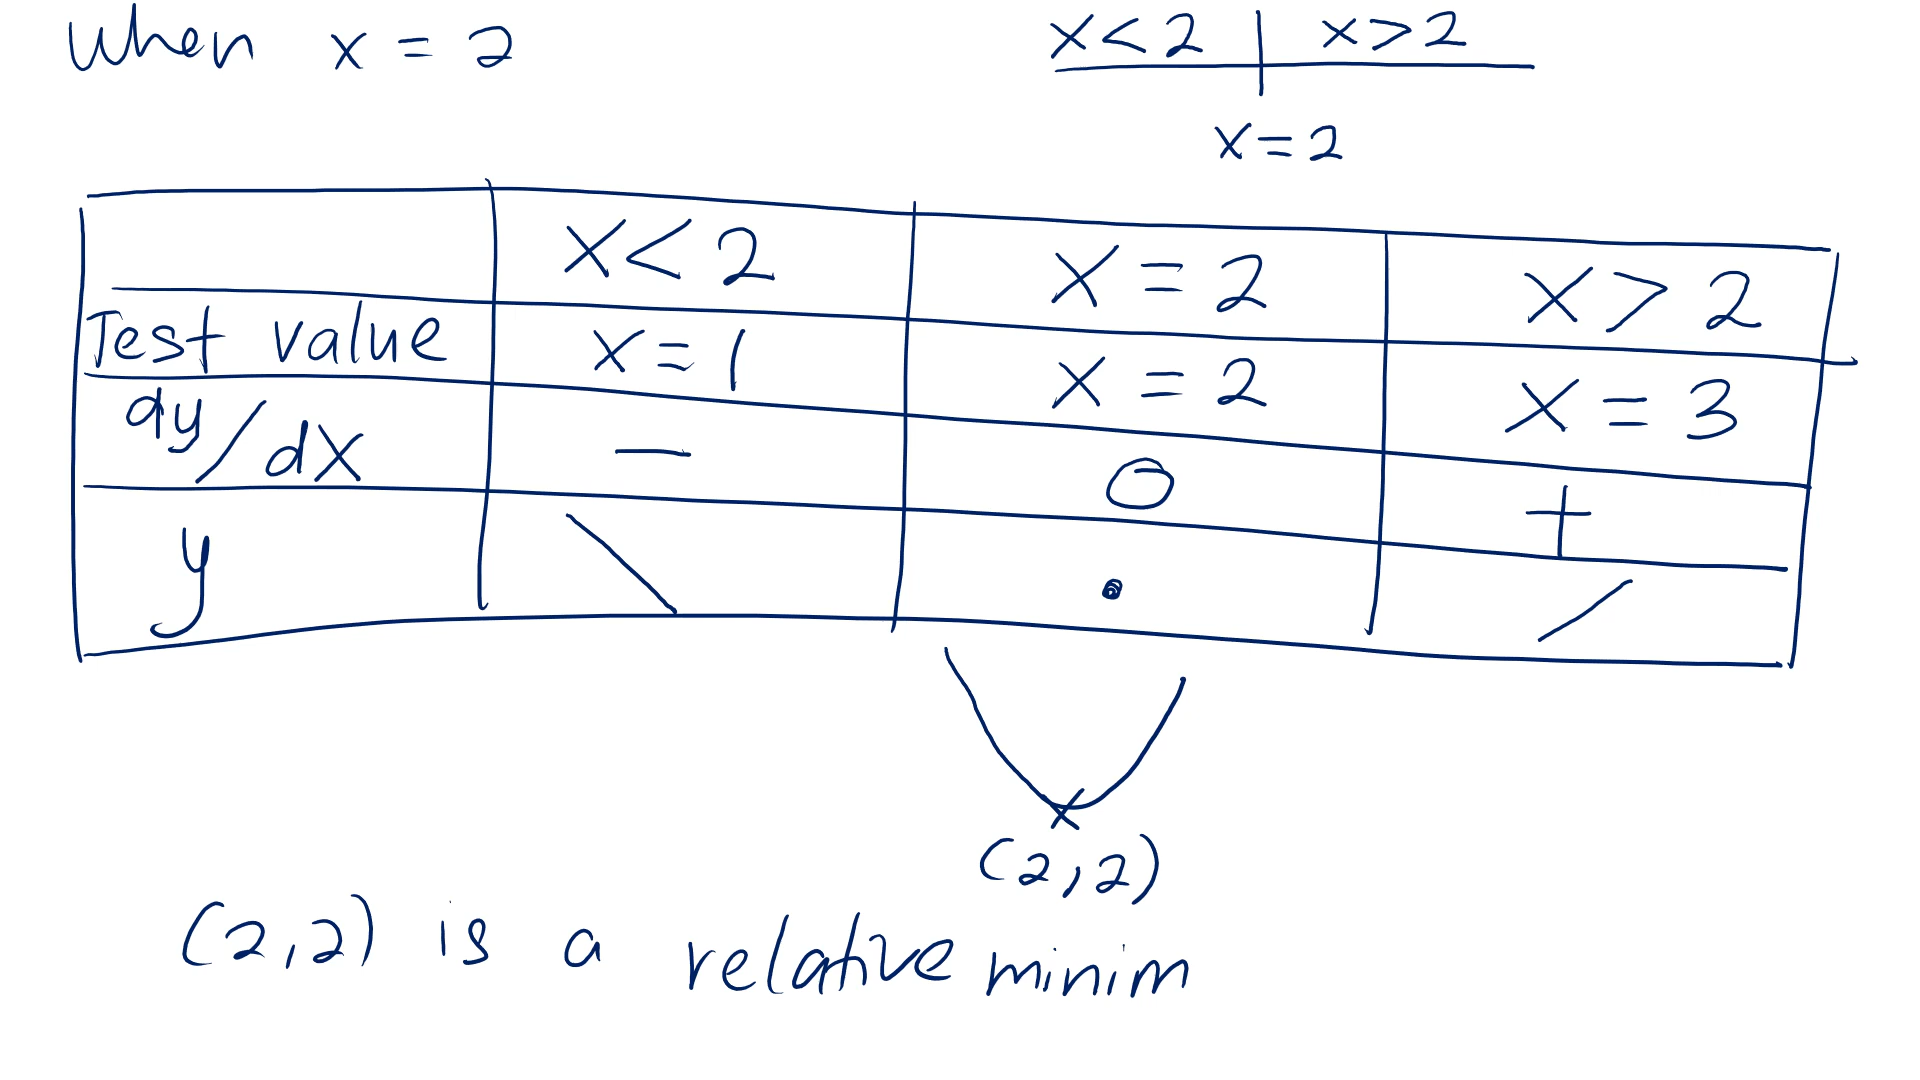 when x = 2
x < 2 | x > 2
x = 2
x < 2 x = 2 x > 2
Test value x = 1 x = 2 x = 3
dy/dx − 0 +
y \ • /
(2,2)
(2,2) is a relative minim